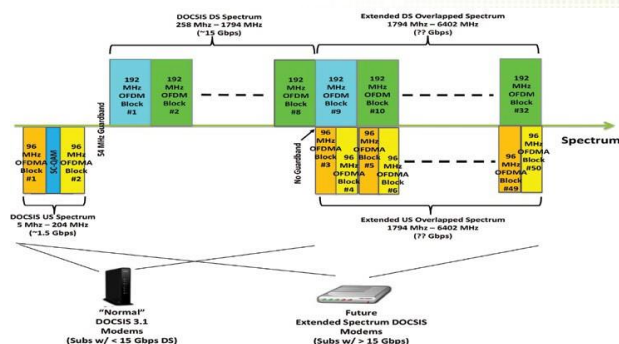 DOCSIS DS Spectrum
258 Mhz – 1794 MHz
(~15 Gbps)
Extended DS Overlapped Spectrum
1794 Mhz – 6402 MHz
(?? Gbps)
192
MHz
OFDM
Block
#1
192
MHz
OFDM
Block
#2
192
MHz
OFDM
Block
#8
192
MHz
OFDM
Block
#9
192
MHz
OFDM
Block
#10
192
MHz
OFDM
Block
#32
54 MHz Guardband
No Guardband
Spectrum
96
MHz
OFDMA
Block
#1
SC-QAM
96
MHz
OFDMA
Block
#2
96
MHz
OFDMA
Block
#3
96
MHz
OFDMA
Block
#4
96
MHz
OFDMA
Block
#5
96
MHz
OFDMA
Block
#6
96
MHz
OFDMA
Block
#49
96
MHz
OFDMA
Block
#50
DOCSIS US Spectrum
5 Mhz – 204 MHz
(~1.5 Gbps)
Extended US Overlapped Spectrum
1794 Mhz – 6402 MHz
(?? Gbps)
"Normal"
DOCSIS 3.1
Modems
(Subs w/ < 15 Gbps DS)
Future
Extended Spectrum DOCSIS
Modems
(Subs w/ > 15 Gbps)